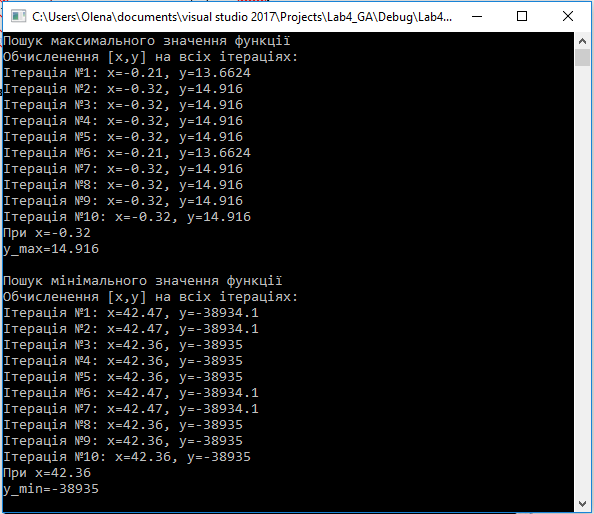 C:\Users\Olena\documents\visual studio 2017\Projects\Lab4_GA\Debug\Lab4...
Пошук максимального значення функції
Обчисленення [x,y] на всіх ітераціях:
Ітерація №1: x=-0.21, y=13.6624
Ітерація №2: x=-0.32, y=14.916
Ітерація №3: x=-0.32, y=14.916
Ітерація №4: x=-0.32, y=14.916
Ітерація №5: x=-0.32, y=14.916
Ітерація №6: x=-0.21, y=13.6624
Ітерація №7: x=-0.32, y=14.916
Ітерація №8: x=-0.32, y=14.916
Ітерація №9: x=-0.32, y=14.916
Ітерація №10: x=-0.32, y=14.916
При x=-0.32
y_max=14.916
Пошук мінімального значення функції
Обчисленення [x,y] на всіх ітераціях:
Ітерація №1: x=42.47, y=-38934.1
Ітерація №2: x=42.47, y=-38934.1
Ітерація №3: x=42.36, y=-38935
Ітерація №4: x=42.36, y=-38935
Ітерація №5: x=42.36, y=-38935
Ітерація №6: x=42.47, y=-38934.1
Ітерація №7: x=42.47, y=-38934.1
Ітерація №8: x=42.36, y=-38935
Ітерація №9: x=42.36, y=-38935
Ітерація №10: x=42.36, y=-38935
При x=42.36
y_min=-38935